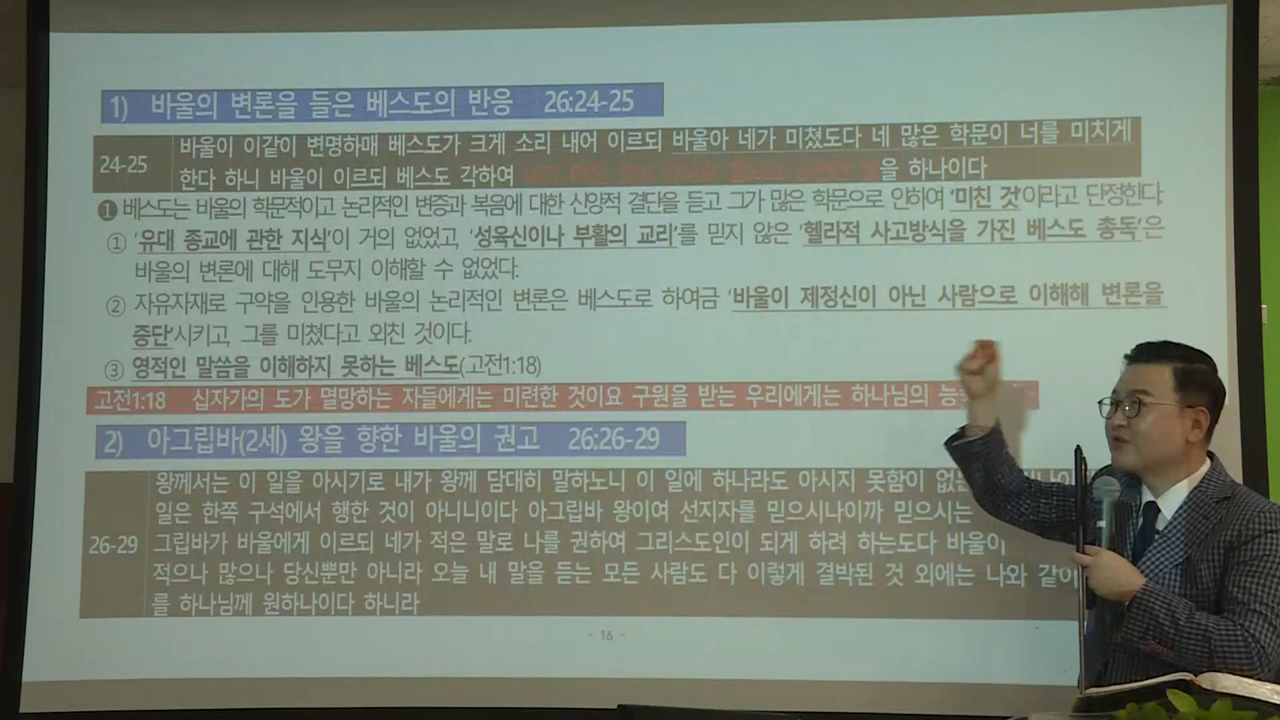 1) 바울의 변론을 들은 베스도의 반응 26:24-25
24-25
바울이 이같이 변명하매 베스도가 크게 소리 내어 이르되 바울아 네가 미쳤도다 네 많은 학문이 너를 미치게
한다 하니 바울이 이르되 베스도 각하여 을 하나이다
❶ 베스도는 바울의 학문적이고 논리적인 변증과 복음에 대한 신앙적 결단을 듣고 그가 많은 학문으로 인하여 '미친 것'이라고 단정한다.
① '유대 종교에 관한 지식'이 거의 없었고, '성육신이나 부활의 교리'를 믿지 않은 '헬라적 사고방식을 가진 베스도 총독'은
바울의 변론에 대해 도무지 이해할 수 없었다.
② 자유자재로 구약을 인용한 바울의 논리적인 변론은 베스도로 하여금 '바울이 제정신이 아닌 사람으로 이해해 변론을
중단'시키고, 그를 미쳤다고 외친 것이다.
③ 영적인 말씀을 이해하지 못하는 베스도(고전1:18)
고전1:18 십자가의 도가 멸망하는 자들에게는 미련한 것이요 구원을 받는 우리에게는 하나님의
2) 아그립바(2세) 왕을 향한 바울의 권고 26:26-29
26-29
왕께서는 이 일을 아시기로 내가 왕께 담대히 말하노니 이 일에 하나라도 아시지 못함이
일은 한쪽 구석에서 행한 것이 아니니이다 아그립바 왕이여 선지자를 믿으시나이까 믿으시는
그립바가 바울에게 이르되 네가 적은 말로 나를 권하여 그리스도인이 되게 하려 하는도다 바울이
적으나 많으나 당신뿐만 아니라 오늘 내 말을 듣는 모든 사람도 다 이렇게 결박된 것 외에는 나와 같이
를 하나님께 원하나이다 하니라
- 16 -